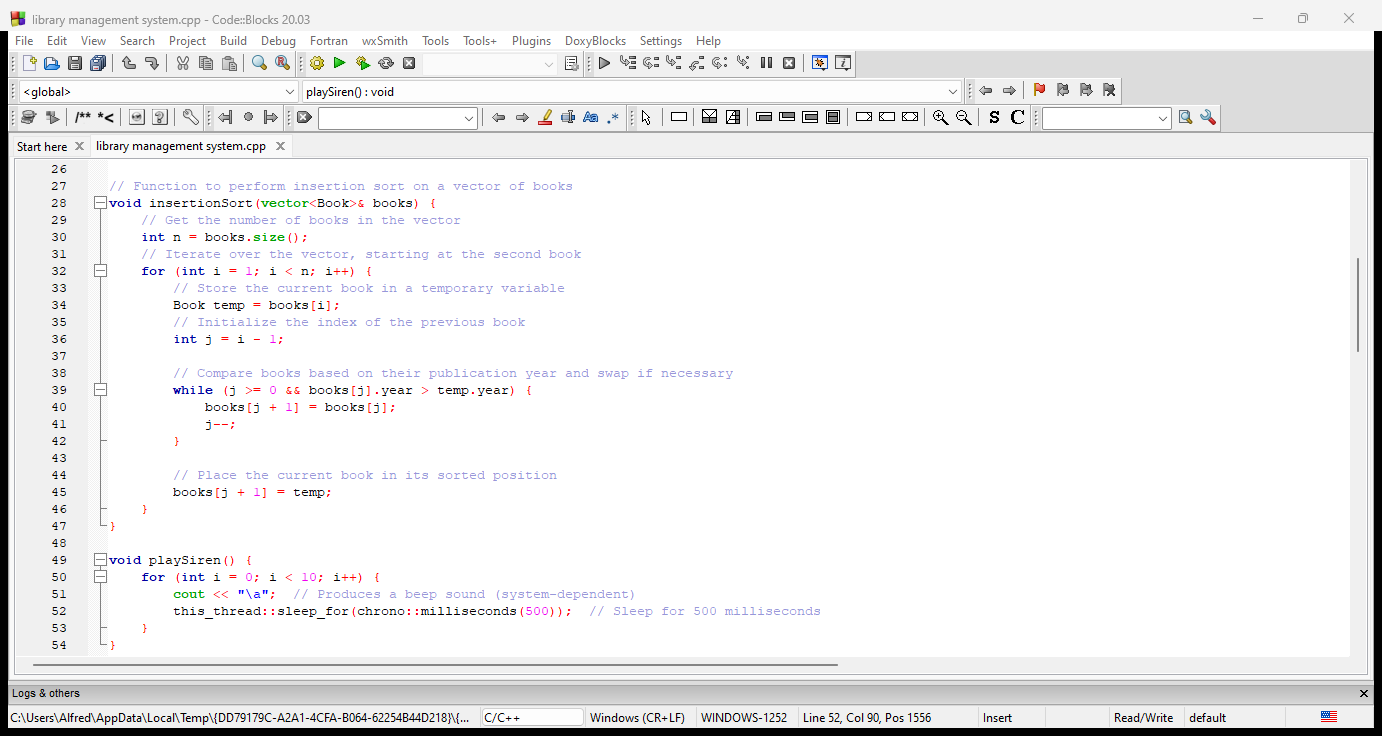 library management system.cpp - Code::Blocks 20.03
File Edit View Search Project Build Debug Fortran wxSmith Tools Tools+ Plugins DoxyBlocks Settings Help
<global> playSiren() : void
/** *<
Aa .*
S C
Start here library management system.cpp
26
27 // Function to perform insertion sort on a vector of books
28 void insertionSort(vector<Book>& books) {
29 // Get the number of books in the vector
30 int n = books.size();
31 // Iterate over the vector, starting at the second book
32 for (int i = 1; i < n; i++) {
33 // Store the current book in a temporary variable
34 Book temp = books[i];
35 // Initialize the index of the previous book
36 int j = i - 1;
37
38 // Compare books based on their publication year and swap if necessary
39 while (j >= 0 && books[j].year > temp.year) {
40 books[j + 1] = books[j];
41 j--;
42 }
43
44 // Place the current book in its sorted position
45 books[j + 1] = temp;
46 }
47 }
48
49 void playSiren() {
50 for (int i = 0; i < 10; i++) {
51 cout << "\a"; // Produces a beep sound (system-dependent)
52 this_thread::sleep_for(chrono::milliseconds(500)); // Sleep for 500 milliseconds
53 }
54 }
Logs & others
C:\Users\Alfred\AppData\Local\Temp\{DD79179C-A2A1-4CFA-B064-62254B44D218}\{... C/C++ Windows (CR+LF) WINDOWS-1252 Line 52, Col 90, Pos 1556 Insert Read/Write default